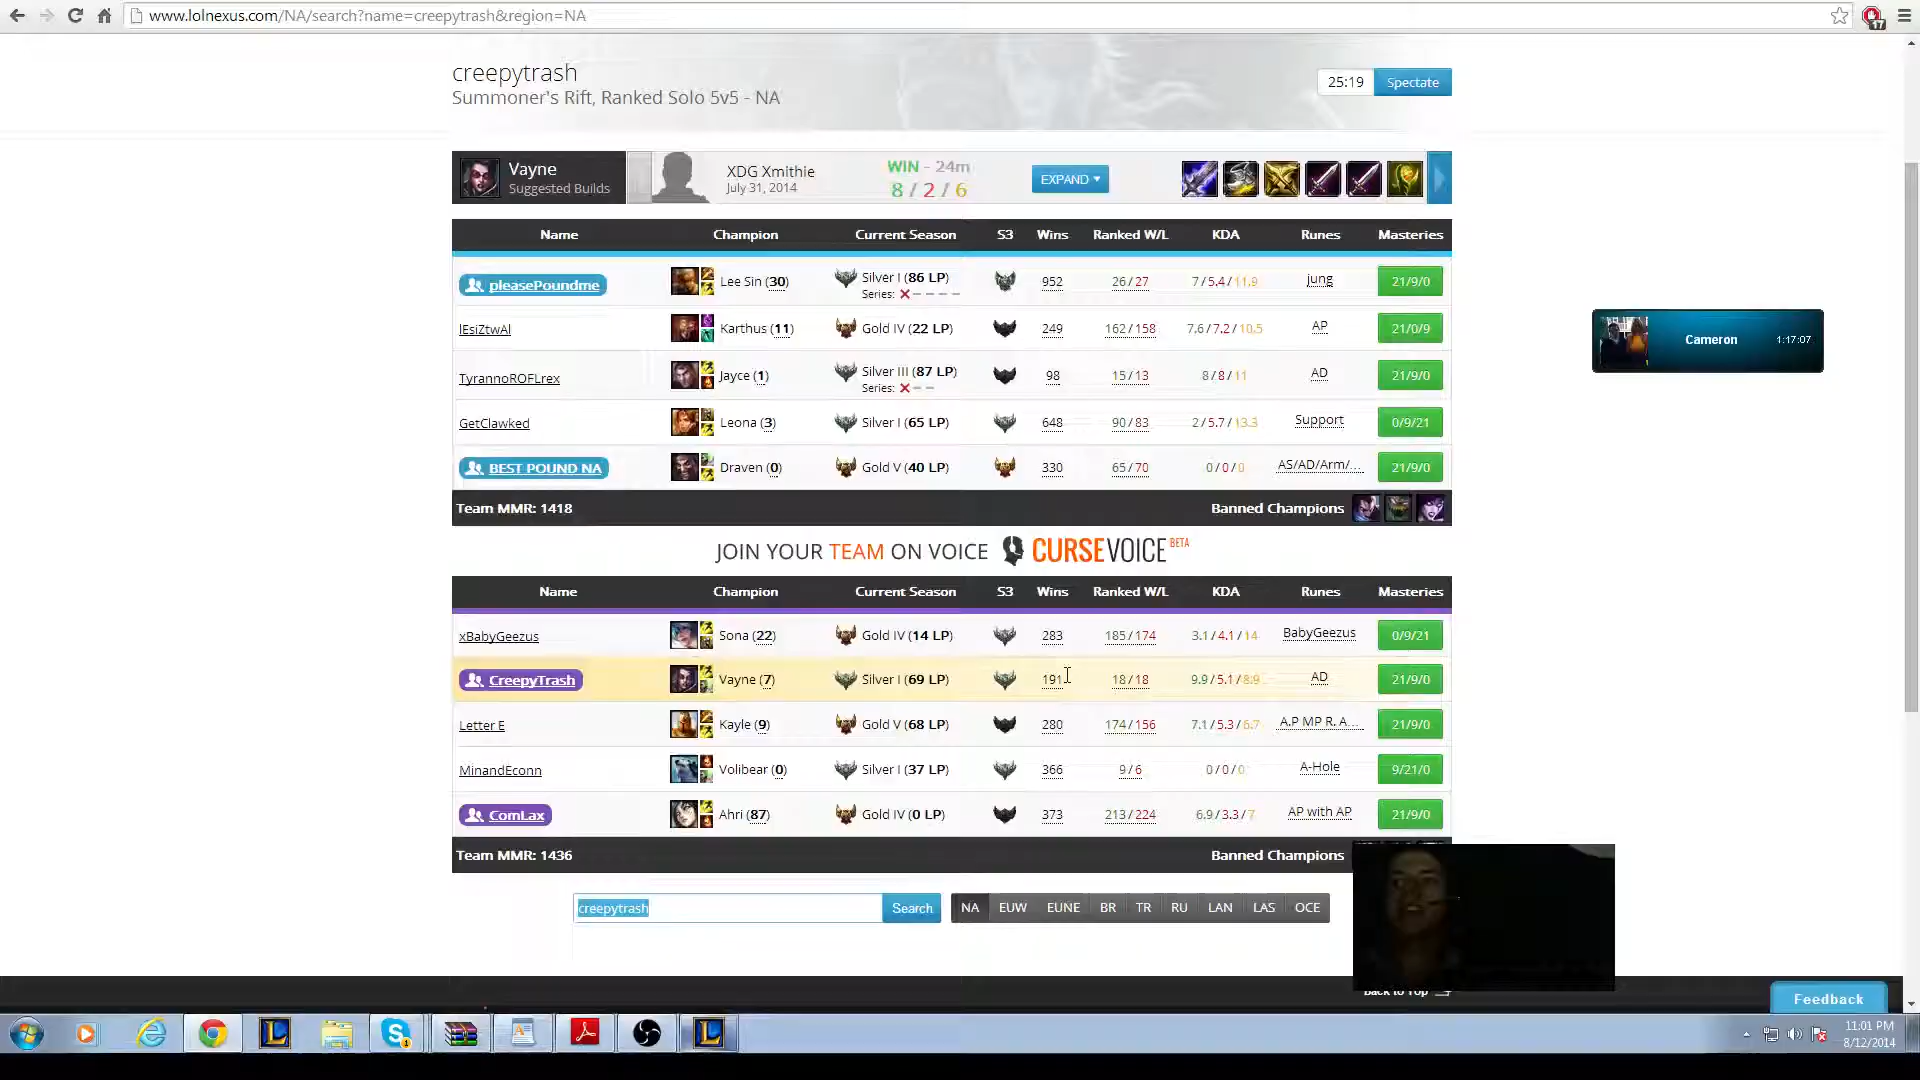 www.lolnexus.com/NA/search?name=creepytrash&region=NA
17
creepytrash
Summoner's Rift, Ranked Solo 5v5 - NA
25:19 Spectate
Vayne
Suggested Builds
XDG Xmithie
July 31, 2014
WIN - 24m
8 / 2 / 6
EXPAND
Name Champion Current Season S3 Wins Ranked W/L KDA Runes Masteries
pleasePoundme Lee Sin (30) Silver I (86 LP) 952 26 / 27 7 / 5.4 / 11.9 jung 21/9/0
Series:
lEsiZtwAl Karthus (11) Gold IV (22 LP) 249 162 / 158 7.6 / 7.2 / 10.5 AP 21/0/9
TyrannoROFLrex Jayce (1) Silver III (87 LP) 98 15 / 13 8 / 8 / 11 AD 21/9/0
Series:
GetClawked Leona (3) Silver I (65 LP) 648 90 / 83 2 / 5.7 / 13.3 Support 0/9/21
BEST POUND NA Draven (0) Gold V (40 LP) 330 65 / 70 0 / 0 / 0 AS/AD/Arm/... 21/9/0
Team MMR: 1418 Banned Champions
JOIN YOUR TEAM ON VOICE CURSEVOICE BETA
Name Champion Current Season S3 Wins Ranked W/L KDA Runes Masteries
xBabyGeezus Sona (22) Gold IV (14 LP) 283 185 / 174 3.1 / 4.1 / 14 BabyGeezus 0/9/21
CreepyTrash Vayne (7) Silver I (69 LP) 191 18 / 18 9.9 / 5.1 / 8.9 AD 21/9/0
Letter E Kayle (9) Gold V (68 LP) 280 174 / 156 7.1 / 5.3 / 6.7 A.P MP R. A... 21/9/0
MinandEconn Volibear (0) Silver I (37 LP) 366 9 / 6 0 / 0 / 0 A-Hole 9/21/0
ComLax Ahri (87) Gold IV (0 LP) 373 213 / 224 6.9 / 3.3 / 7 AP with AP 21/9/0
Team MMR: 1436 Banned Champions
creepytrash Search NA EUW EUNE BR TR RU LAN LAS OCE
Back to Top
Feedback
Cameron 1:17:07
11:01 PM
8/12/2014